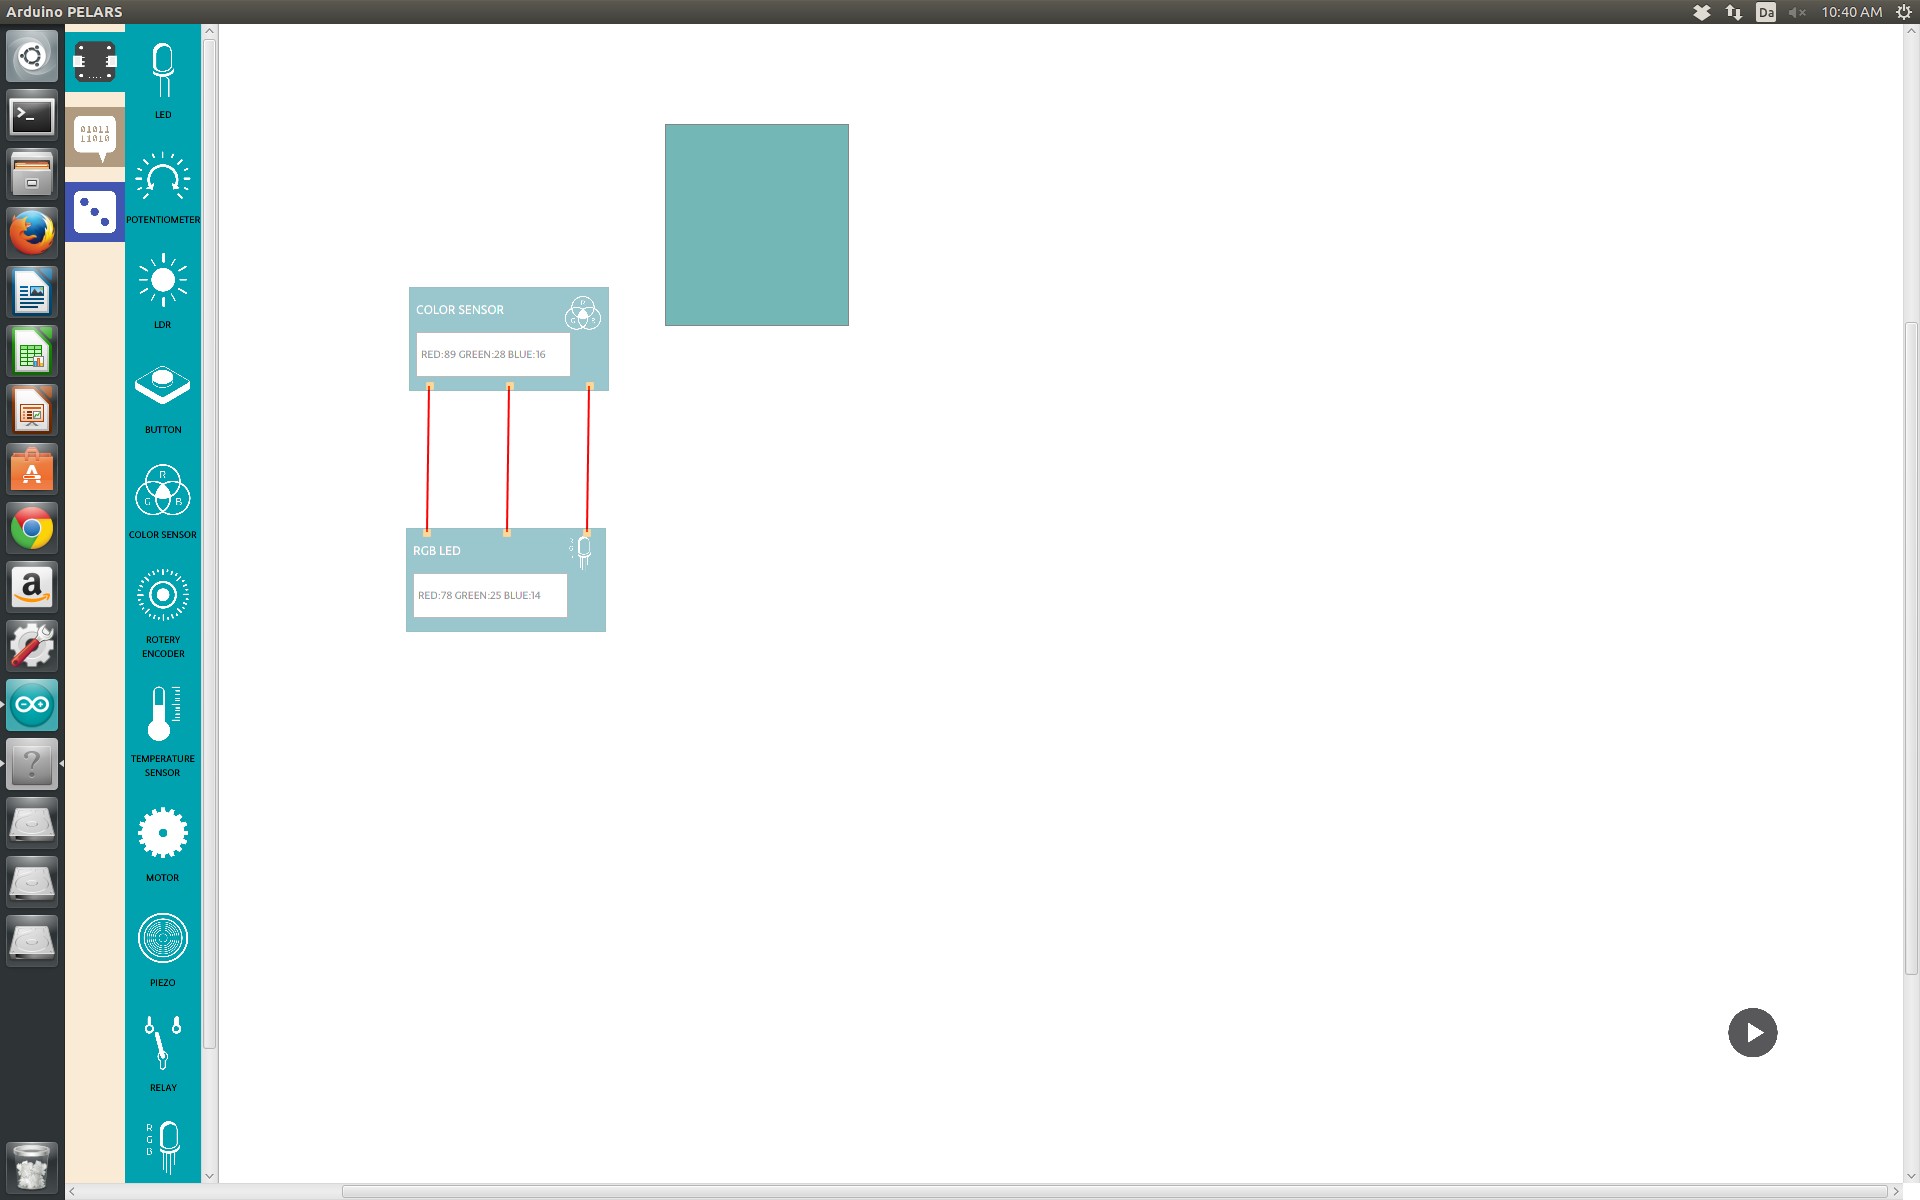 Arduino PELARS
Da
10:40 AM
01011
11010
LED
POTENTIOMETER
LDR
BUTTON
R
G B
COLOR SENSOR
ROTERY
ENCODER
TEMPERATURE
SENSOR
MOTOR
PIEZO
RELAY
R
G
B
COLOR SENSOR
R
G B
RED:89 GREEN:28 BLUE:16
RGB LED
RED:78 GREEN:25 BLUE:14